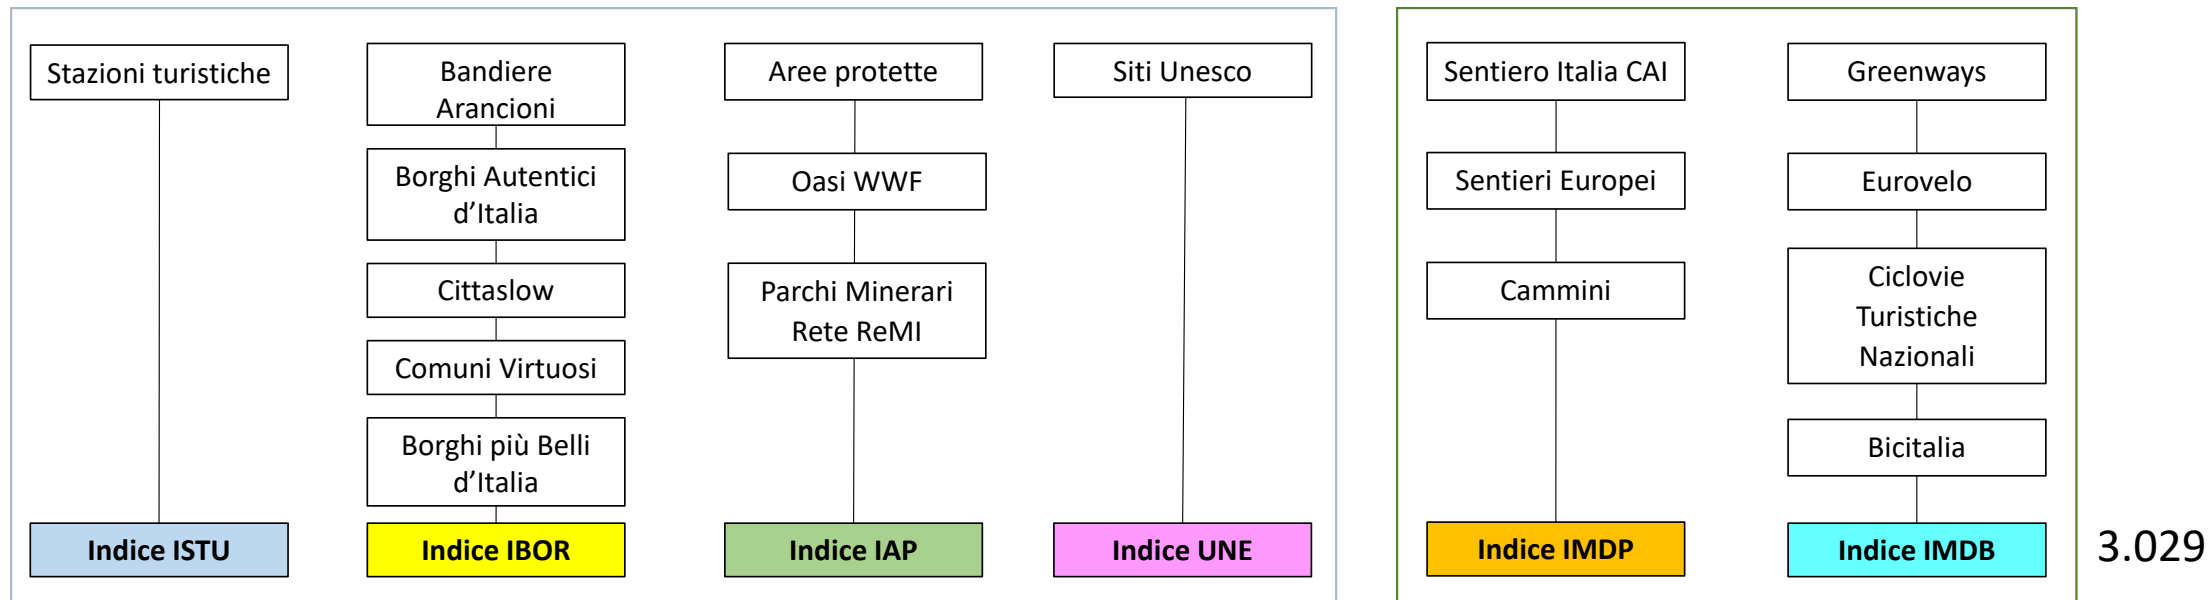 Stazioni turistiche
Bandiere
Arancioni
Borghi Autentici
d’Italia
Cittaslow
Comuni Virtuosi
Borghi più Belli
d’Italia
Aree protette
Oasi WWF
Parchi Minerari
Rete ReMI
Siti Unesco
Sentiero Italia CAI
Sentieri Europei
Cammini
Greenways
Eurovelo
Ciclovie
Turistiche
Nazionali
Bicitalia
Indice ISTU
Indice IBOR
Indice IAP
Indice UNE
Indice IMDP
Indice IMDB
3.029